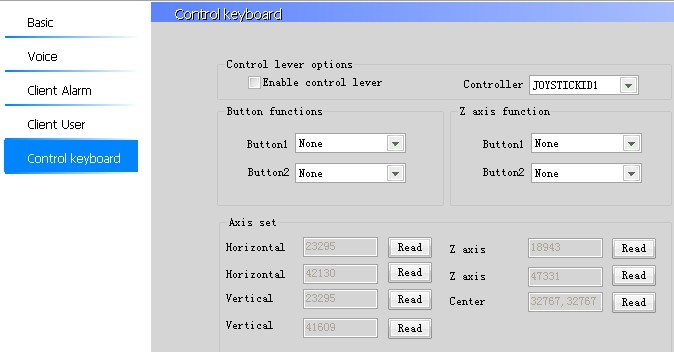 Basic
Voice
Client Alarm
Client User
Control keyboard
Control keyboard
Control lever options
Enable control lever
Controller JOYSTICKID1
Button functions
Button1 None
Button2 None
Z axis function
Button1 None
Button2 None
Axis set
Horizontal 23295 Read
Z axis 18943 Read
Horizontal 42130 Read
Z axis 47331 Read
Vertical 23295 Read
Center 32767,32767 Read
Vertical 41609 Read